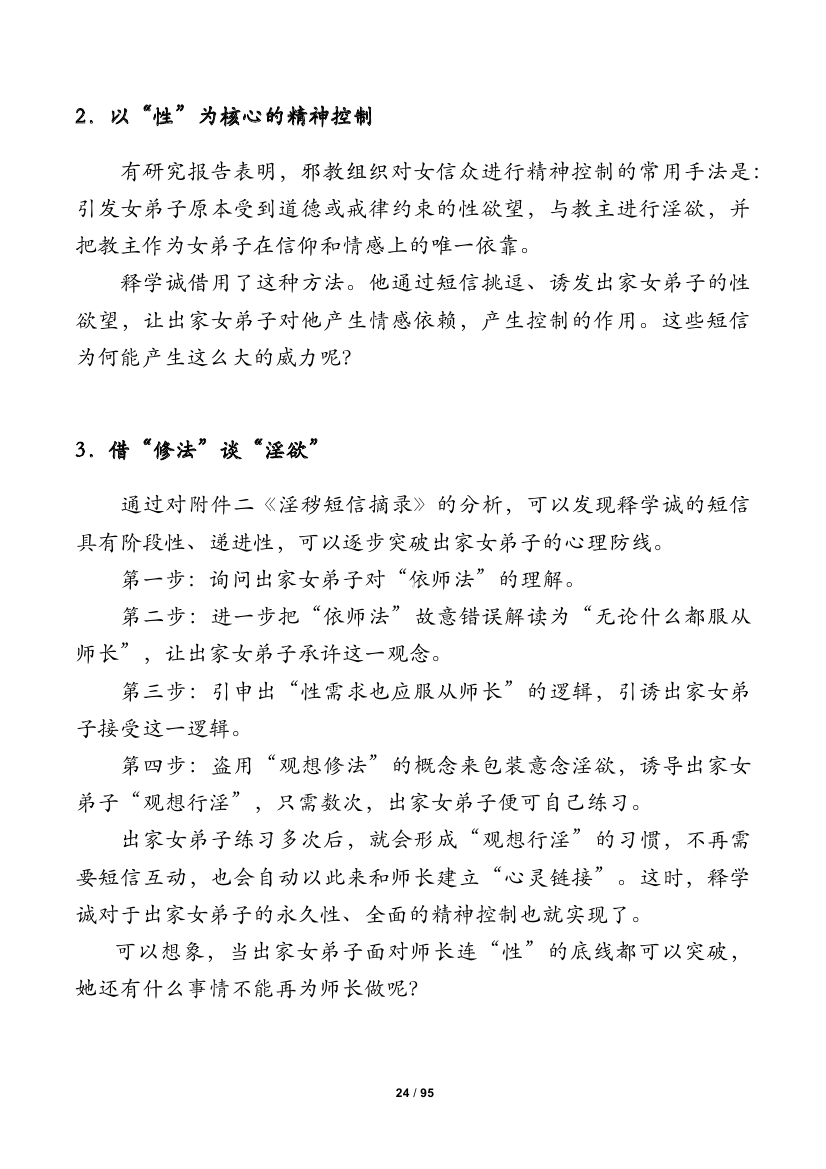 2．以“性”为核心的精神控制
有研究报告表明，邪教组织对女信众进行精神控制的常用手法是：
引发女弟子原本受到道德或戒律约束的性欲望，与教主进行淫欲，并
把教主作为女弟子在信仰和情感上的唯一依靠。
释学诚借用了这种方法。他通过短信挑逗、诱发出家女弟子的性
欲望，让出家女弟子对他产生情感依赖，产生控制的作用。这些短信
为何能产生这么大的威力呢？
3．借“修法”谈“淫欲”
通过对附件二《淫秽短信摘录》的分析，可以发现释学诚的短信
具有阶段性、递进性，可以逐步突破出家女弟子的心理防线。
第一步：询问出家女弟子对“依师法”的理解。
第二步：进一步把“依师法”故意错误解读为“无论什么都服从
师长”，让出家女弟子承许这一观念。
第三步：引申出“性需求也应服从师长”的逻辑，引诱出家女弟
子接受这一逻辑。
第四步：盗用“观想修法”的概念来包装意念淫欲，诱导出家女
弟子“观想行淫”，只需数次，出家女弟子便可自己练习。
出家女弟子练习多次后，就会形成“观想行淫”的习惯，不再需
要短信互动，也会自动以此来和师长建立“心灵链接”。这时，释学
诚对于出家女弟子的永久性、全面的精神控制也就实现了。
可以想象，当出家女弟子面对师长连“性”的底线都可以突破，
她还有什么事情不能再为师长做呢？
24 / 95